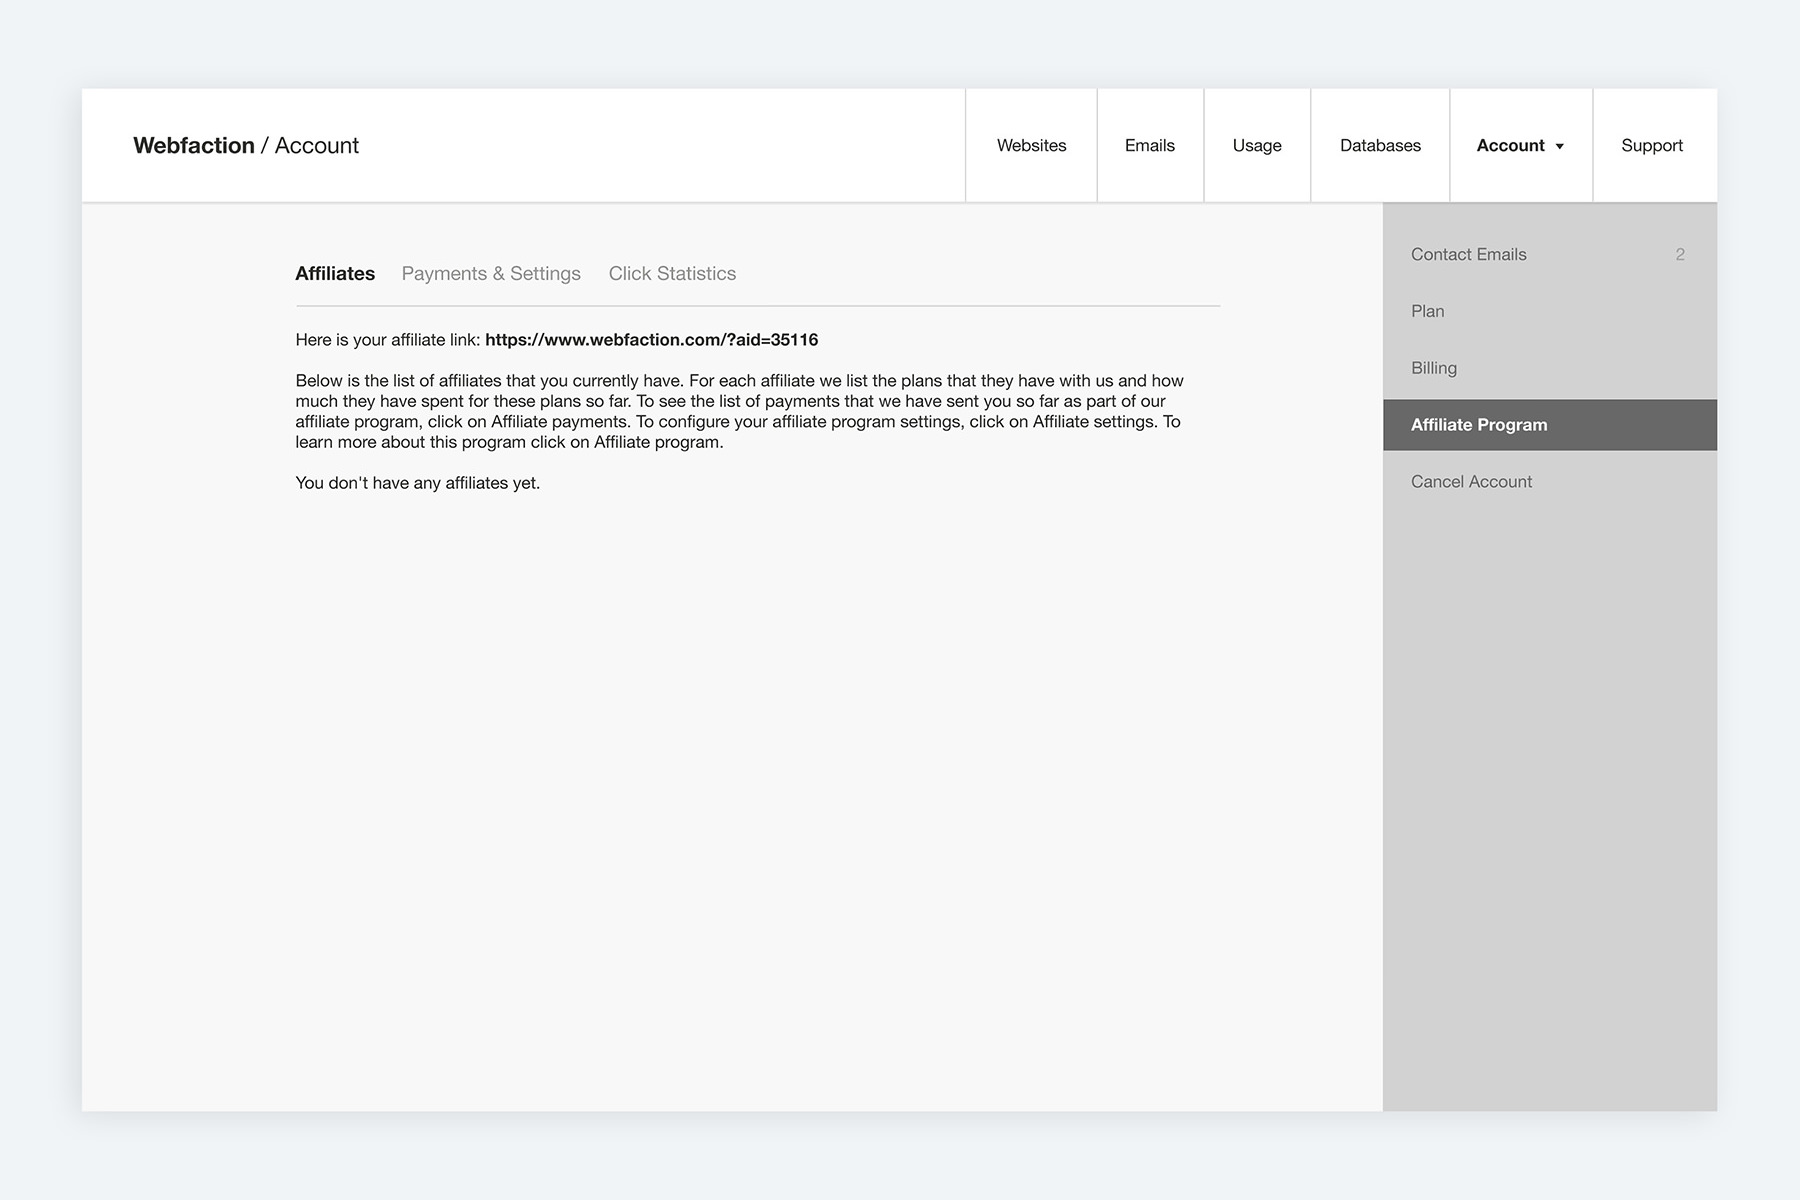 Webfaction / Account
Websites
Emails
Usage
Databases
Account
Support
Affiliates
Payments & Settings
Click Statistics
Here is your affiliate link: https://www.webfaction.com/?aid=35116
Below is the list of affiliates that you currently have. For each affiliate we list the plans that they have with us and how
much they have spent for these plans so far. To see the list of payments that we have sent you so far as part of our
affiliate program, click on Affiliate payments. To configure your affiliate program settings, click on Affiliate settings. To
learn more about this program click on Affiliate program.
You don't have any affiliates yet.
Contact Emails 2
Plan
Billing
Affiliate Program
Cancel Account